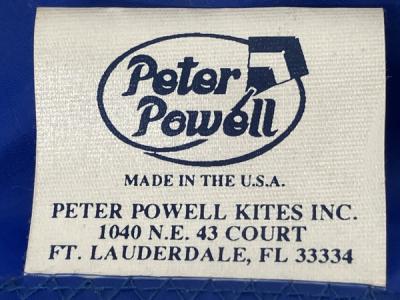 Peter
Powell
MADE IN THE U.S.A.
PETER POWELL KITES INC.
1040 N.E. 43 COURT
FT. LAUDERDALE, FL 33334